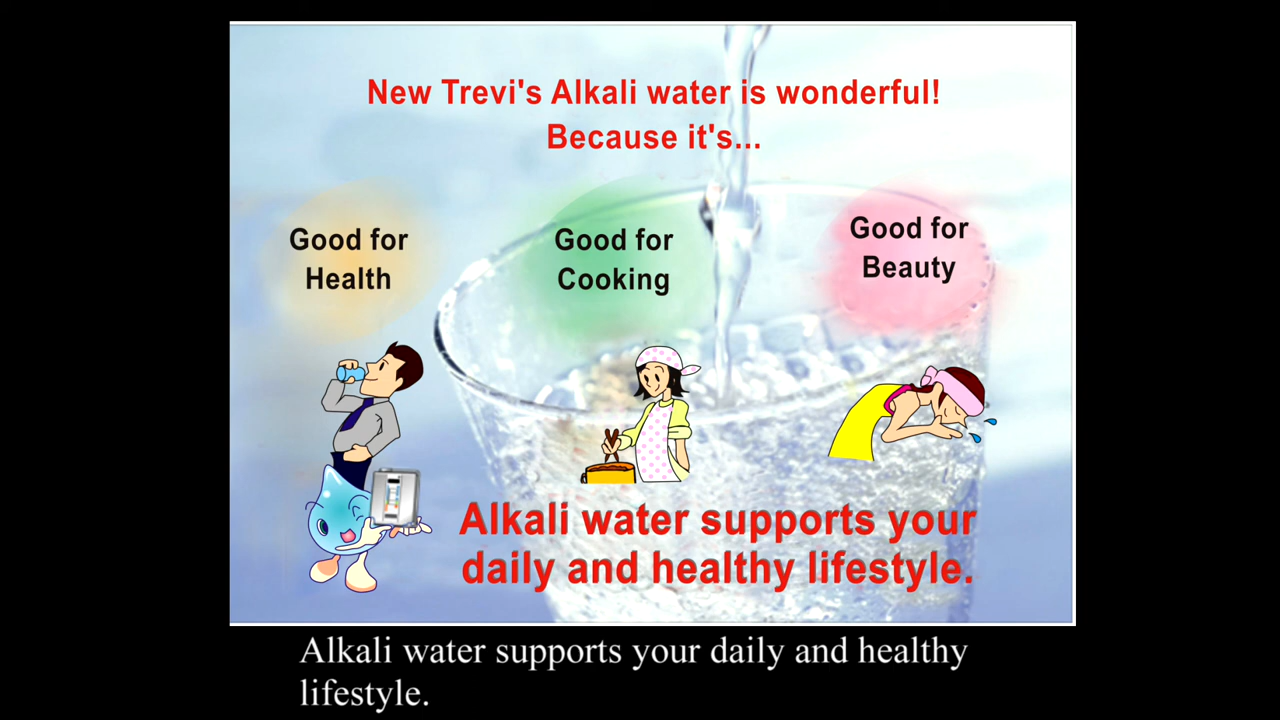 New Trevi's Alkali water is wonderful!
Because it's...
Good for
Health
Good for
Cooking
Good for
Beauty
Alkali water supports your
daily and healthy lifestyle.
Alkali water supports your daily and healthy
lifestyle.